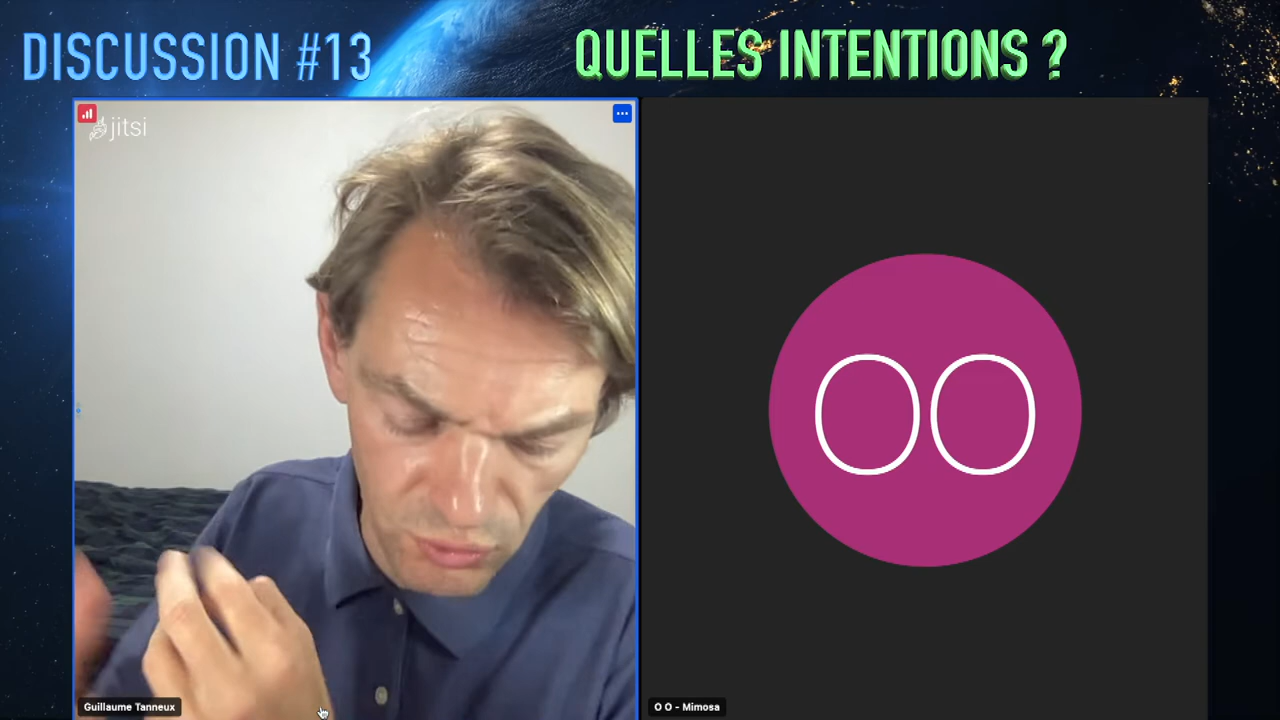 DISCUSSION #13
QUELLES INTENTIONS ?
jitsi
OO
Guillaume Tanneux
O O - Mimosa